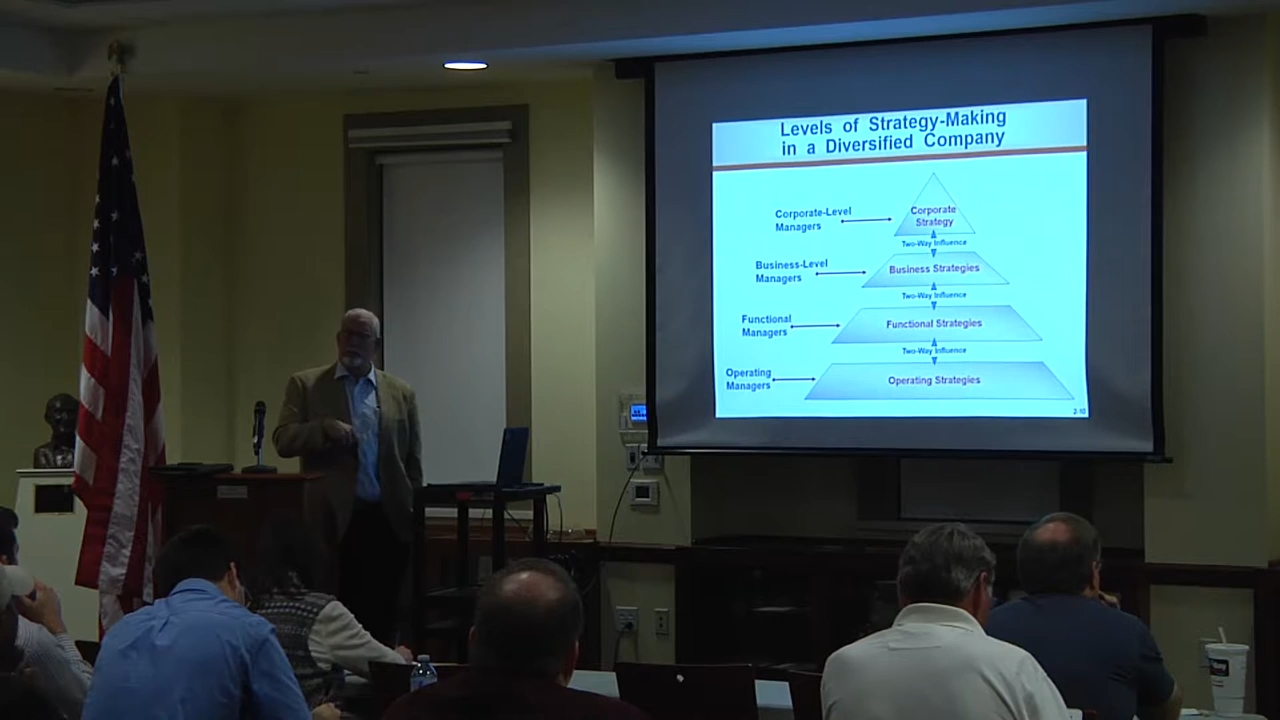 Levels of Strategy-Making
in a Diversified Company
Corporate-Level
Managers
Corporate
Strategy
Two-Way Influence
Business-Level
Managers
Business Strategies
Two-Way Influence
Functional
Managers
Functional Strategies
Two-Way Influence
Operating
Managers
Operating Strategies
2-10